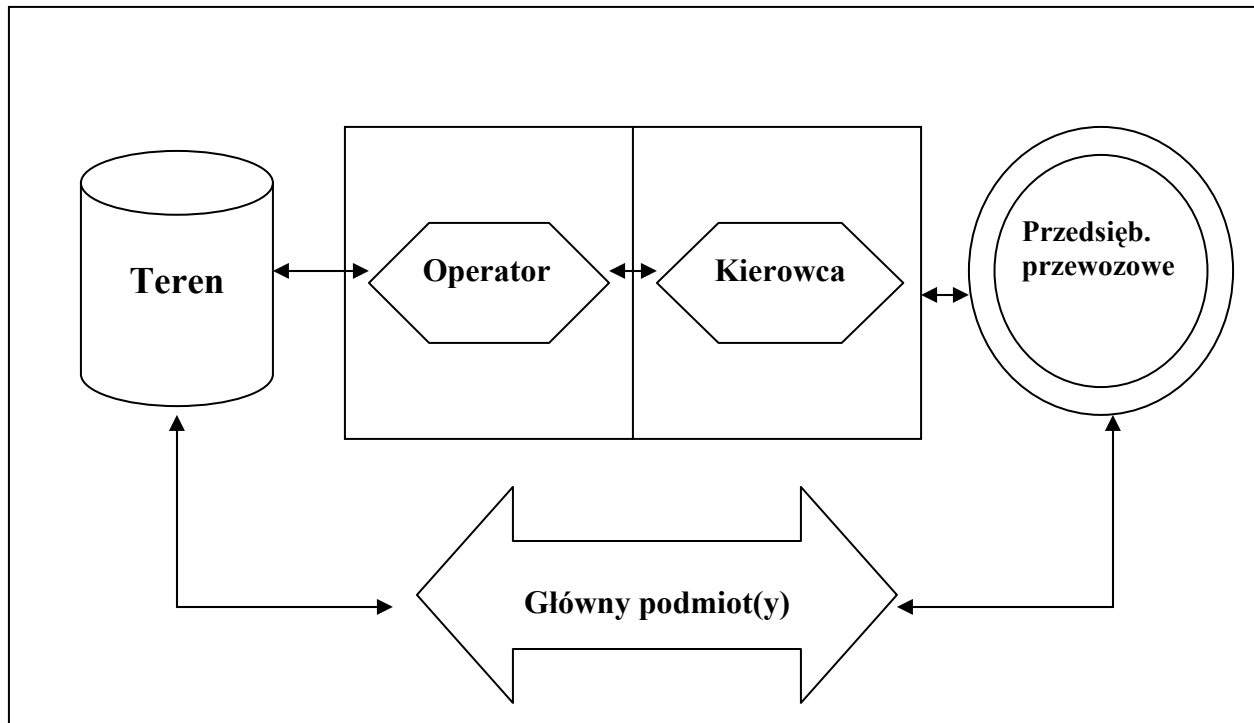 Teren
Operator
Kierowca
Przedsięb.
przewozowe
Główny podmiot(y)